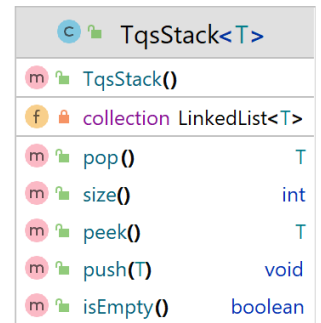 C TqsStack<T>
m TqsStack()
f collection LinkedList<T>
m pop() T
m size() int
m peek() T
m push(T) void
m isEmpty() boolean